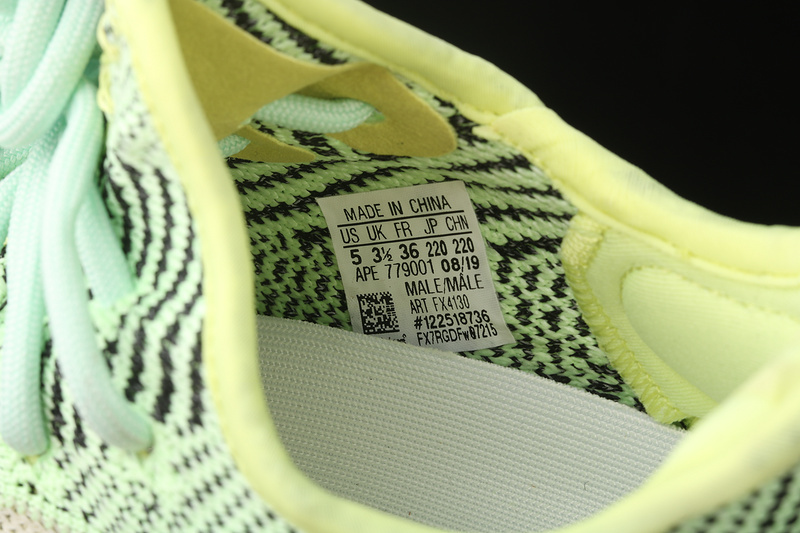 MADE IN CHINA
US UK FR JP CHN
5 3½ 36 220 220
APE 779001 08/19
MALE/MÂLE
ART FX4130
#122518736